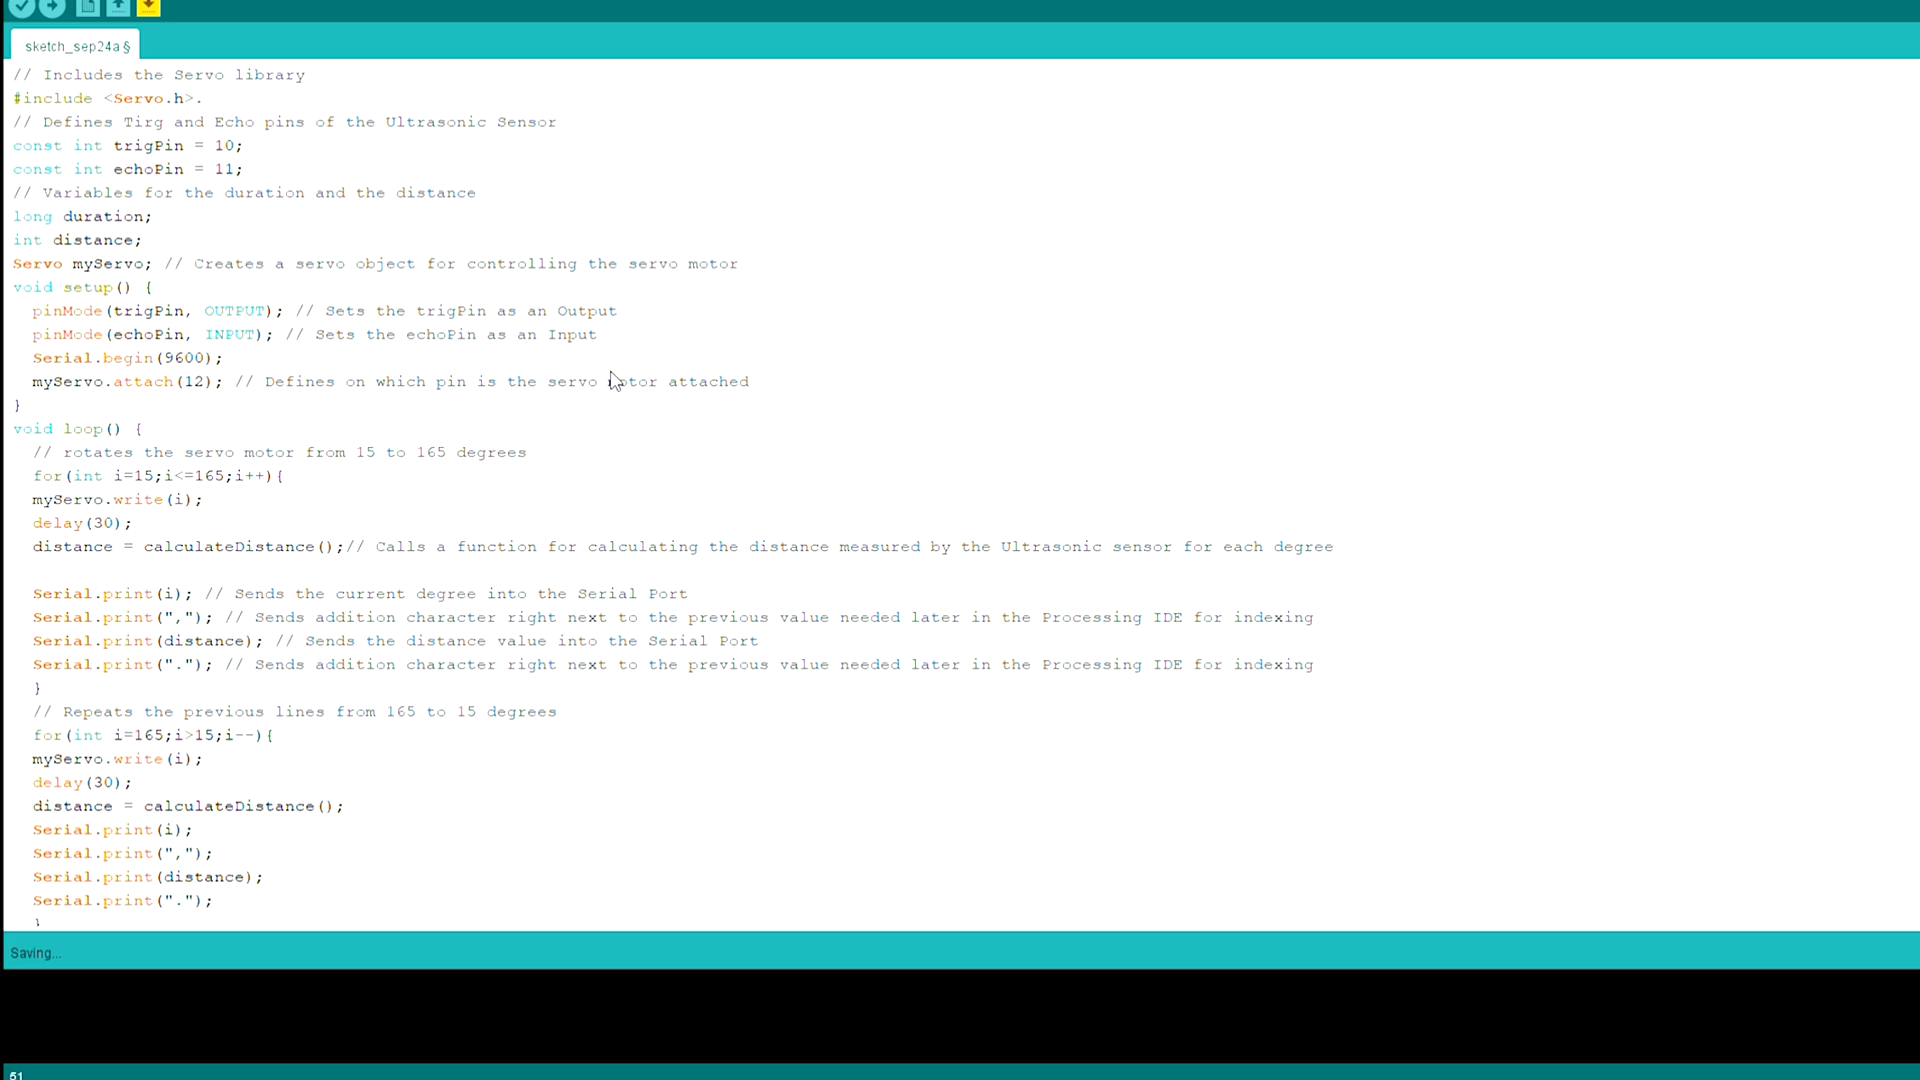 sketch_sep24a §
// Includes the Servo library
#include <Servo.h>.
// Defines Tirg and Echo pins of the Ultrasonic Sensor
const int trigPin = 10;
const int echoPin = 11;
// Variables for the duration and the distance
long duration;
int distance;
Servo myServo; // Creates a servo object for controlling the servo motor
void setup() {
  pinMode(trigPin, OUTPUT); // Sets the trigPin as an Output
  pinMode(echoPin, INPUT); // Sets the echoPin as an Input
  Serial.begin(9600);
  myServo.attach(12); // Defines on which pin is the servo motor attached
}
void loop() {
  // rotates the servo motor from 15 to 165 degrees
  for(int i=15;i<=165;i++){
  myServo.write(i);
  delay(30);
  distance = calculateDistance();// Calls a function for calculating the distance measured by the Ultrasonic sensor for each degree
  Serial.print(i); // Sends the current degree into the Serial Port
  Serial.print(","); // Sends addition character right next to the previous value needed later in the Processing IDE for indexing
  Serial.print(distance); // Sends the distance value into the Serial Port
  Serial.print("."); // Sends addition character right next to the previous value needed later in the Processing IDE for indexing
  }
  // Repeats the previous lines from 165 to 15 degrees
  for(int i=165;i>15;i--){
  myServo.write(i);
  delay(30);
  distance = calculateDistance();
  Serial.print(i);
  Serial.print(",");
  Serial.print(distance);
  Serial.print(".");
  }
Saving...
51